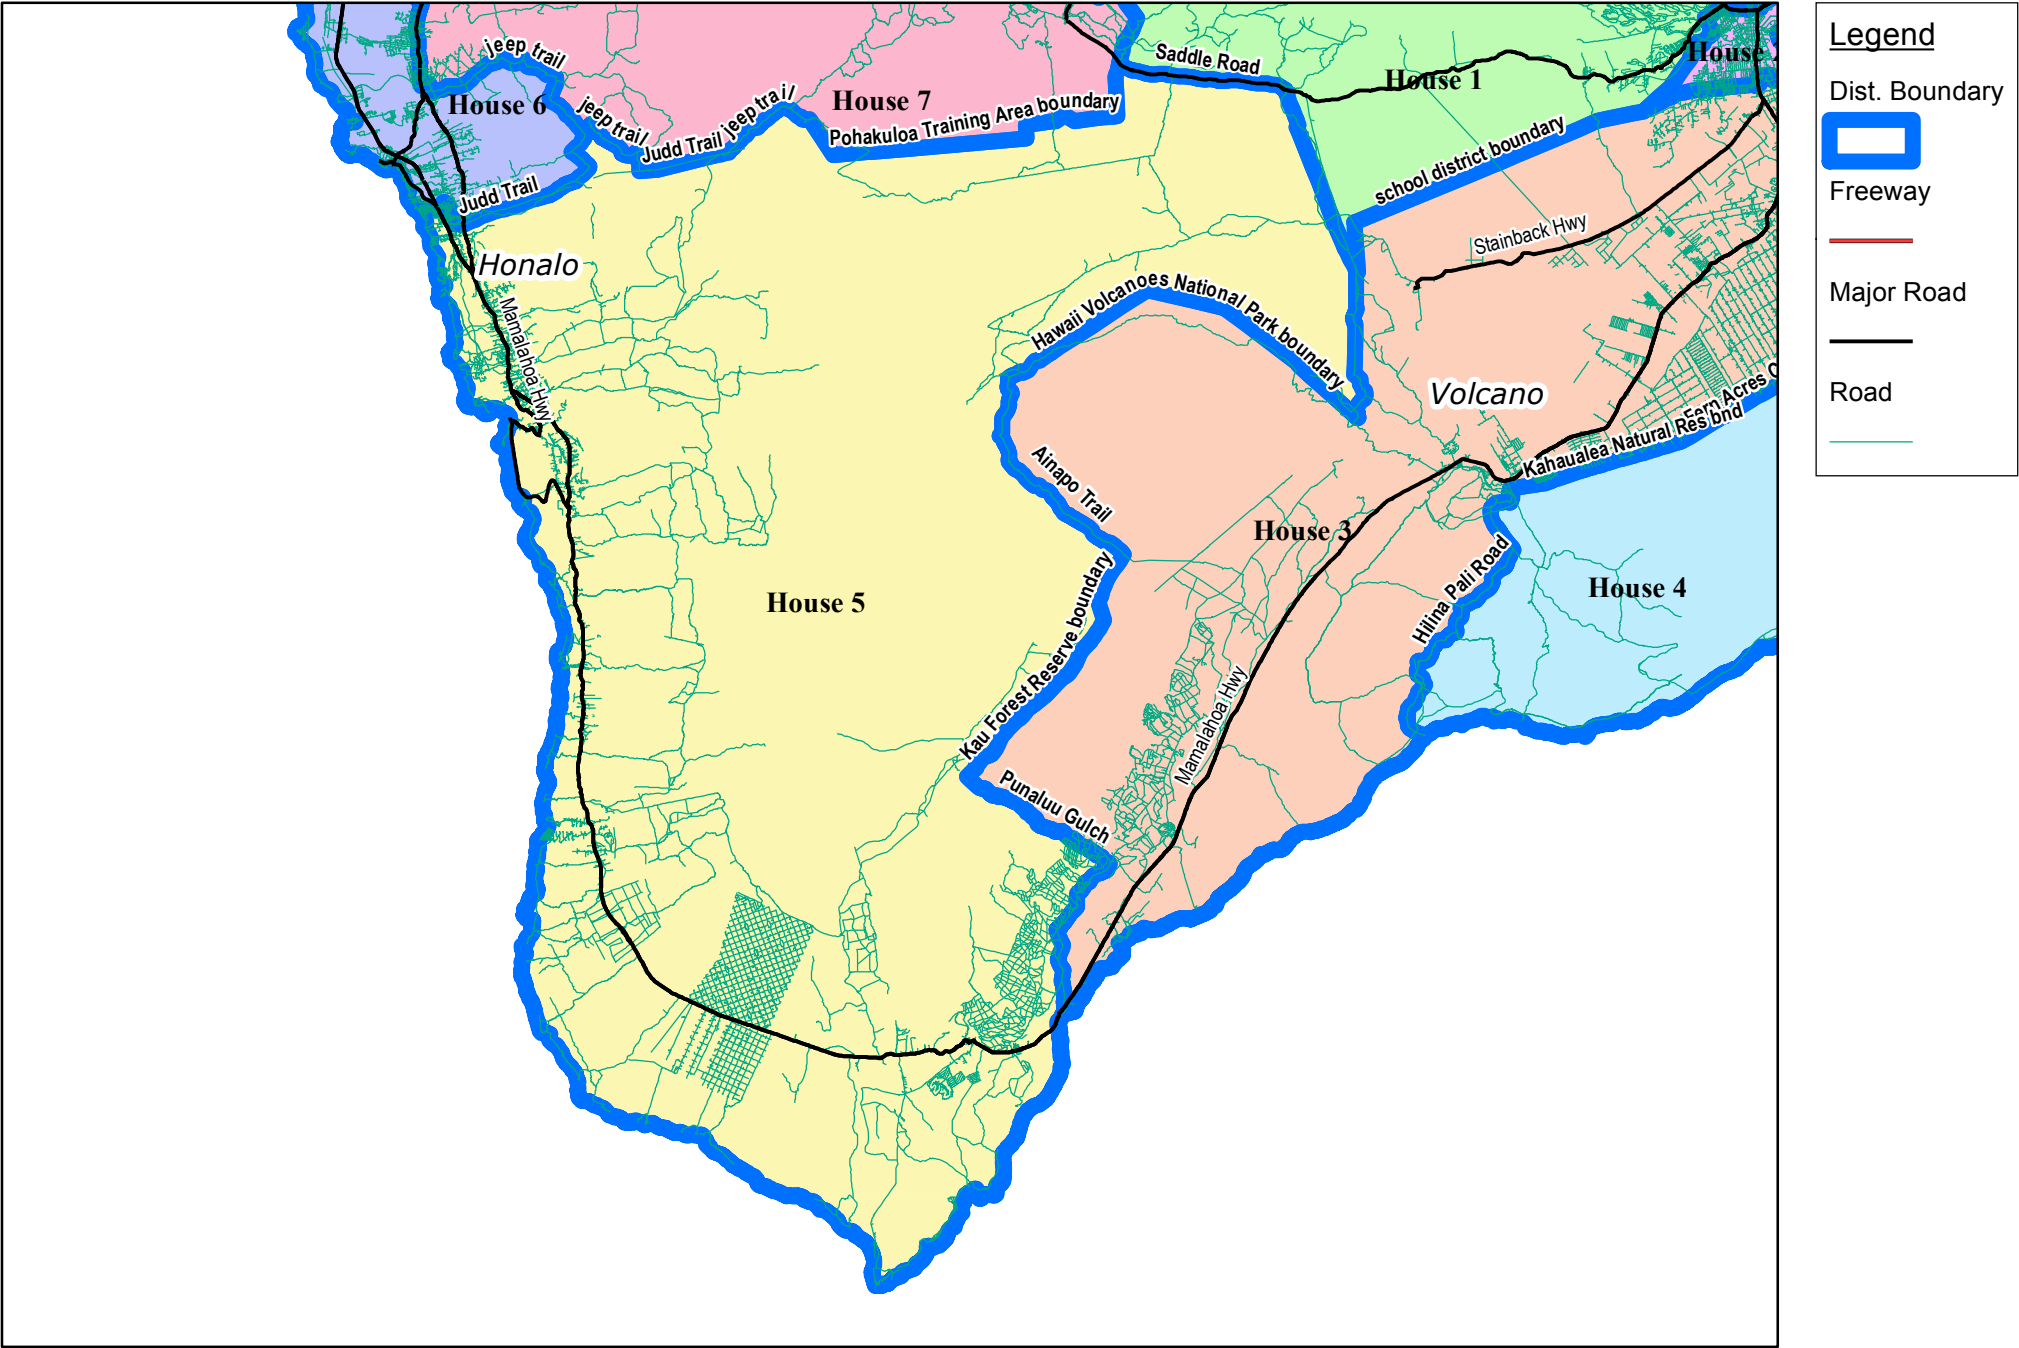 jeep trail
House 6
jeep trail
Judd Trail
jeep trail
House 7
Pohakuloa Training Area boundary
Saddle Road
House 1
House
school district boundary
Judd Trail
Stainback Hwy
Honalo
Mamalahoa Hwy
Hawaii Volcanoes National Park boundary
Volcano
Fern Acres
Kahaualea Natural Res bnd
Ainapo Trail
House 3
House 4
Hilina Pali Road
House 5
Kau Forest Reserve boundary
Mamalahoa Hwy
Punaluu Gulch
Legend
Dist. Boundary
Freeway
Major Road
Road